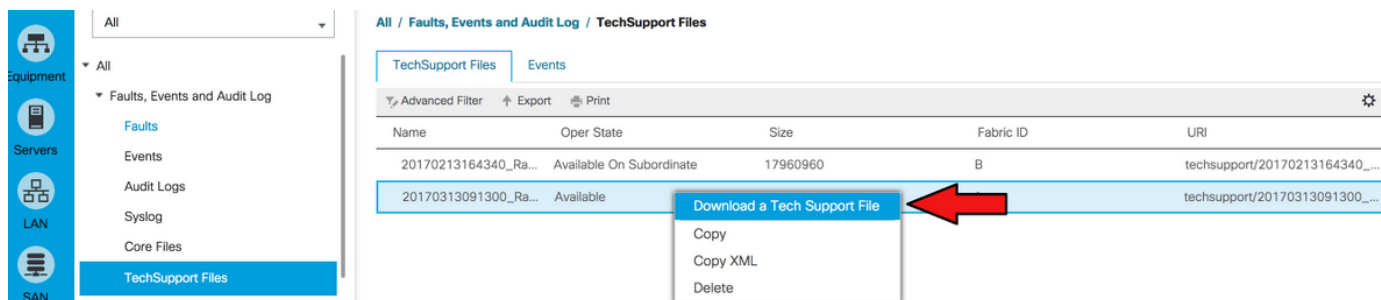 All
All / Faults, Events and Audit Log / TechSupport Files
Equipment
All
TechSupport Files Events
Faults, Events and Audit Log
Advanced Filter Export Print
Servers
Faults
Name Oper State Size Fabric ID URI
Events
20170213164340_Ra... Available On Subordinate 17960960 B techsupport/20170213164340_...
Audit Logs
20170313091300_Ra... Available techsupport/20170313091300_...
Download a Tech Support File
LAN
Syslog
Copy
Core Files
Copy XML
TechSupport Files
Delete
SAN